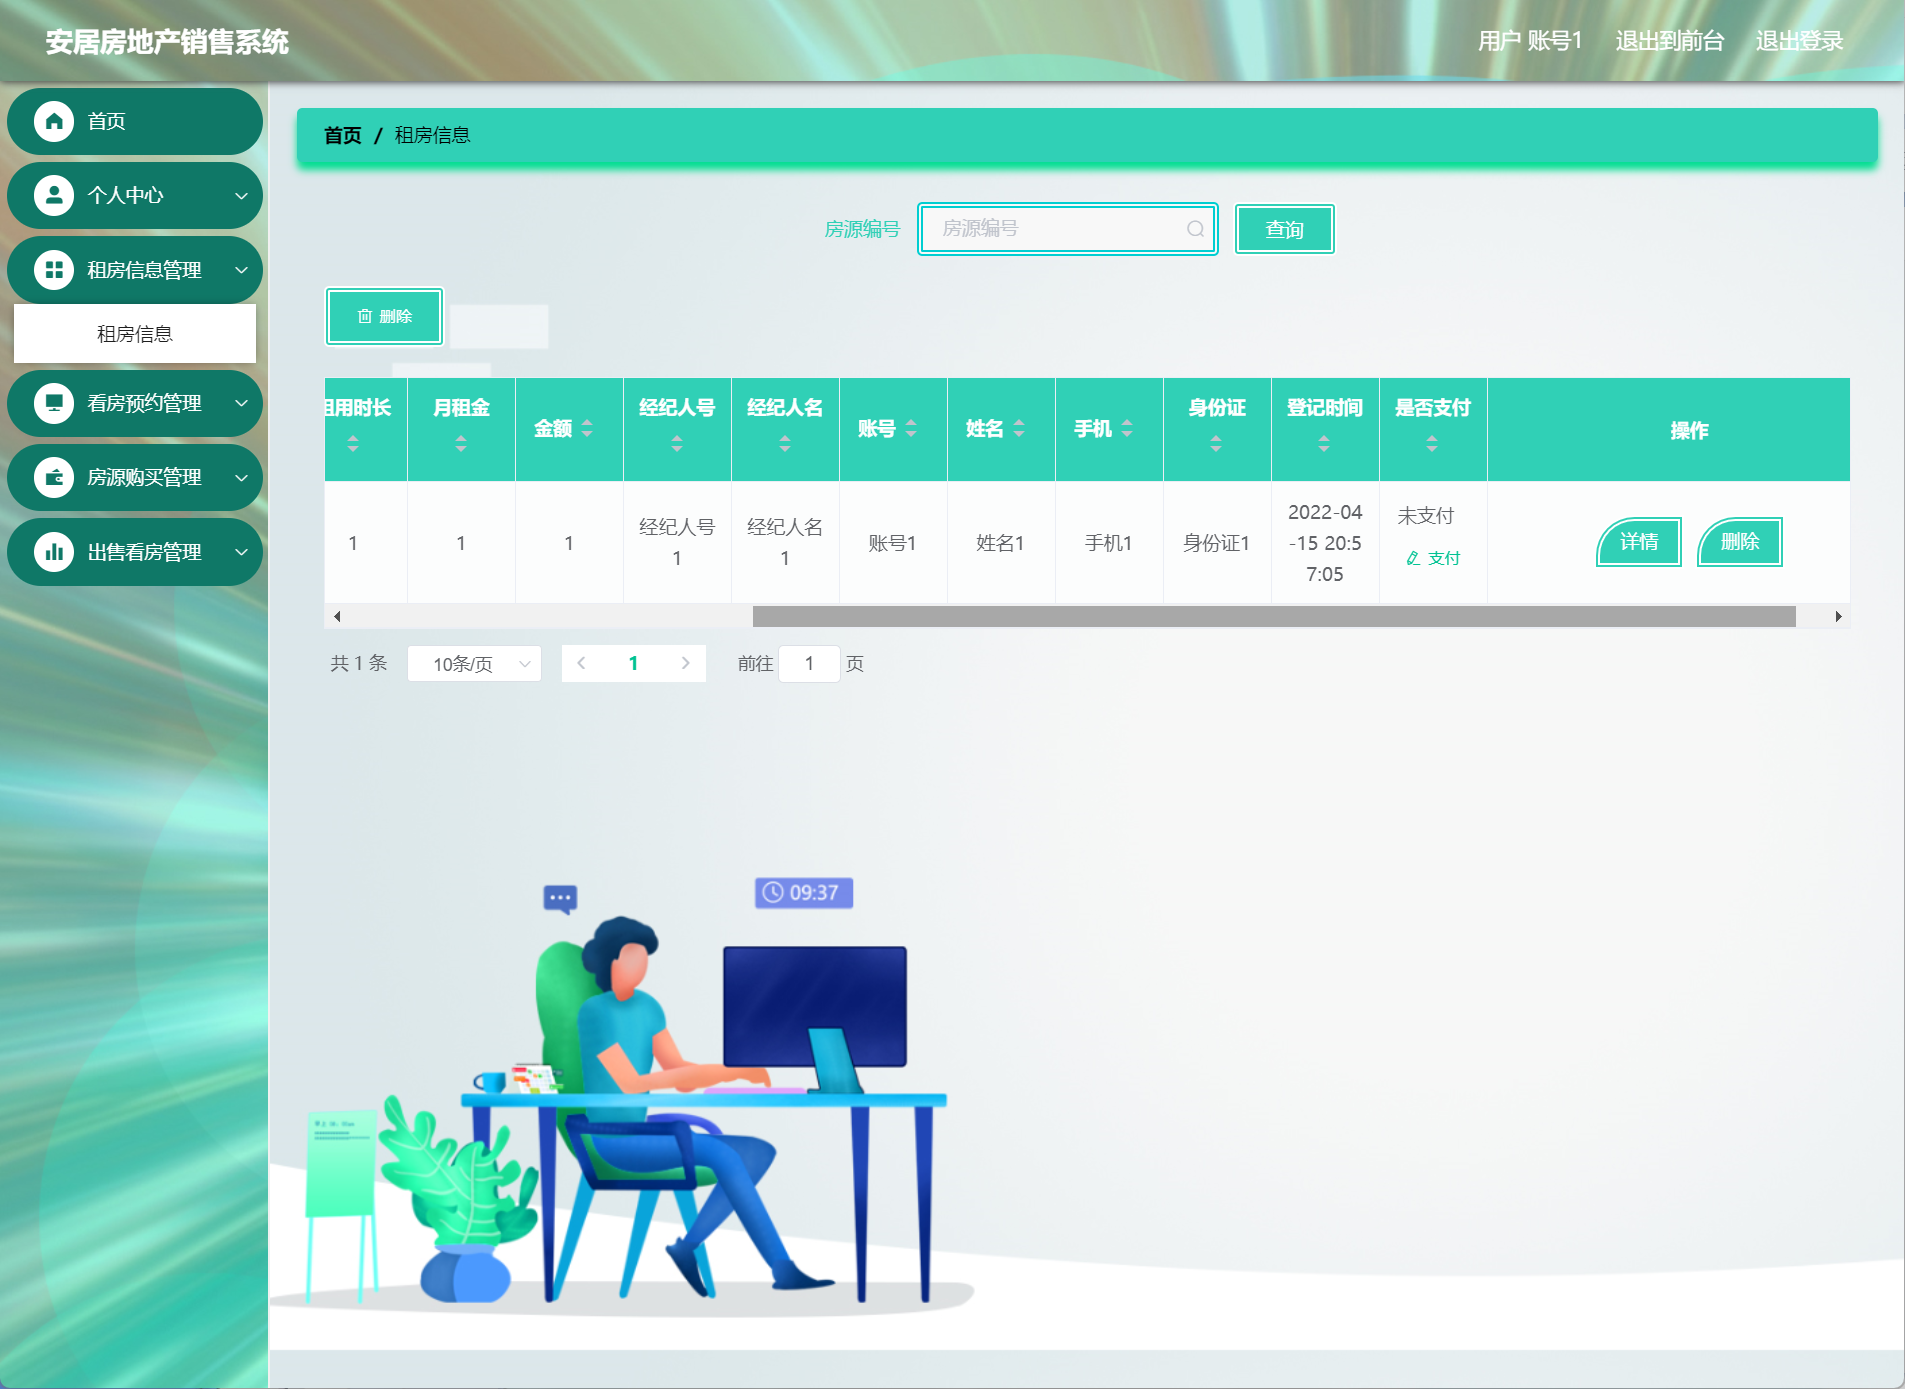 安居房地产销售系统
用户 账号1 退出到前台 退出登录
首页
个人中心
租房信息管理
租房信息
看房预约管理
房源购买管理
出售看房管理
首页 / 租房信息
房源编号 房源编号 查询
删除
租用时长 月租金 金额 经纪人号 经纪人名 账号 姓名 手机 身份证 登记时间 是否支付 操作
1 1 1 经纪人号1 经纪人名1 账号1 姓名1 手机1 身份证1 2022-04-15 20:57:05 未支付 支付 详情 删除
共 1 条 10条/页 1 前往 1 页
09:37